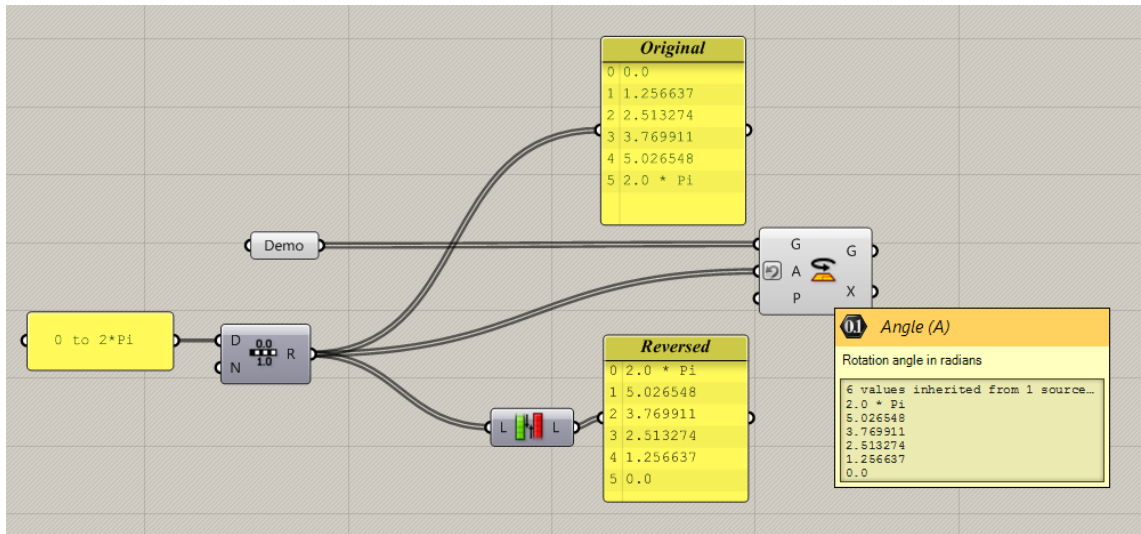 Original
0 0.0
1 1.256637
2 2.513274
3 3.769911
4 5.026548
5 2.0 * Pi
Demo
G
A
P
G
X
0 to 2*Pi
D
N
0.0
1.0
R
L
L
Reversed
0 2.0 * Pi
1 5.026548
2 3.769911
3 2.513274
4 1.256637
5 0.0
0.1 Angle (A)
Rotation angle in radians
6 values inherited from 1 source…
2.0 * Pi
5.026548
3.769911
2.513274
1.256637
0.0